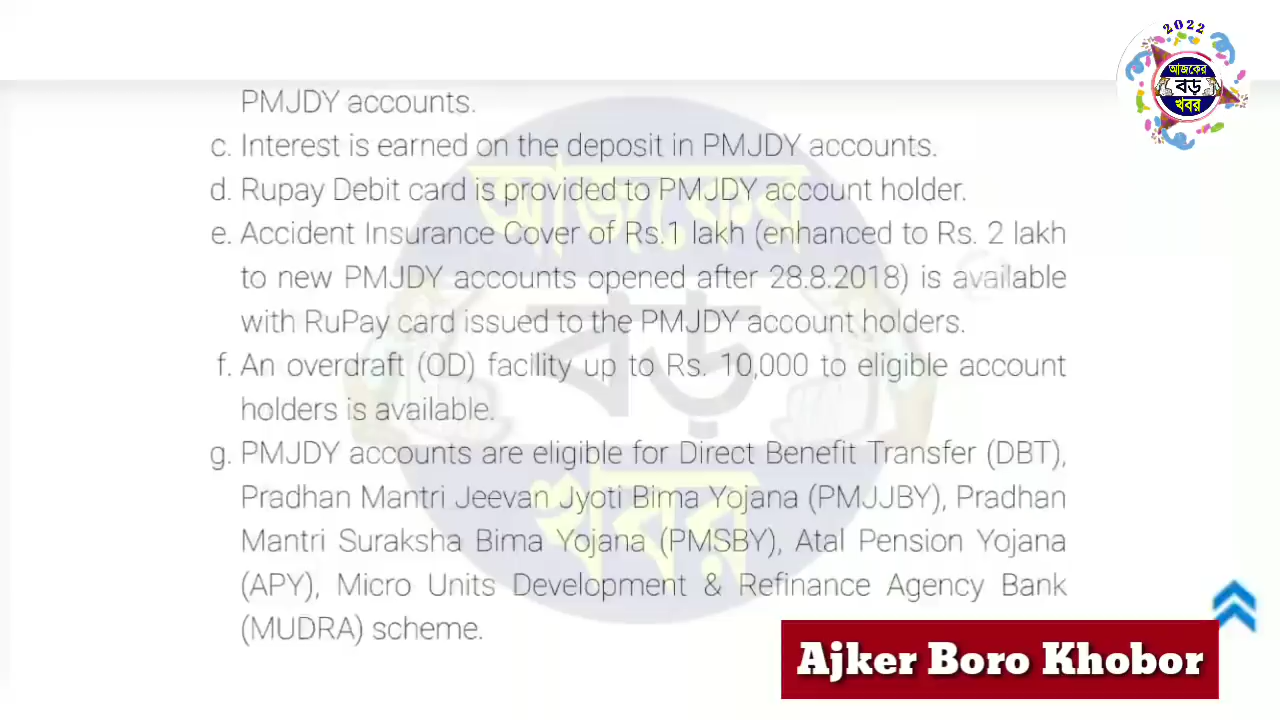 2022
আজকের
বড়
খবর
PMJDY accounts.
c. Interest is earned on the deposit in PMJDY accounts.
d. Rupay Debit card is provided to PMJDY account holder.
e. Accident Insurance Cover of Rs.1 lakh (enhanced to Rs. 2 lakh
to new PMJDY accounts opened after 28.8.2018) is available
with RuPay card issued to the PMJDY account holders.
f. An overdraft (OD) facility up to Rs. 10,000 to eligible account
holders is available.
g. PMJDY accounts are eligible for Direct Benefit Transfer (DBT),
Pradhan Mantri Jeevan Jyoti Bima Yojana (PMJJBY), Pradhan
Mantri Suraksha Bima Yojana (PMSBY), Atal Pension Yojana
(APY), Micro Units Development & Refinance Agency Bank
(MUDRA) scheme.
আজকের
বড়
খবর
Ajker Boro Khobor